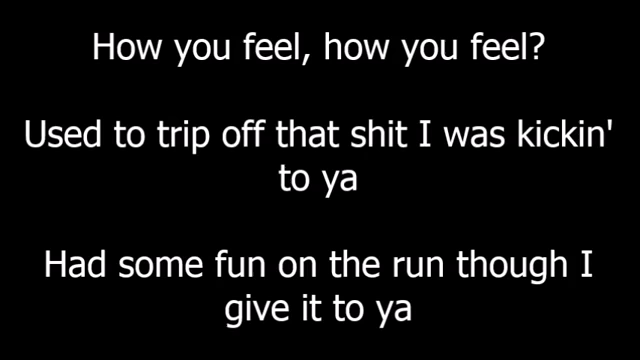 How you feel, how you feel?
Used to trip off that shit I was kickin'
to ya
Had some fun on the run though I
give it to ya